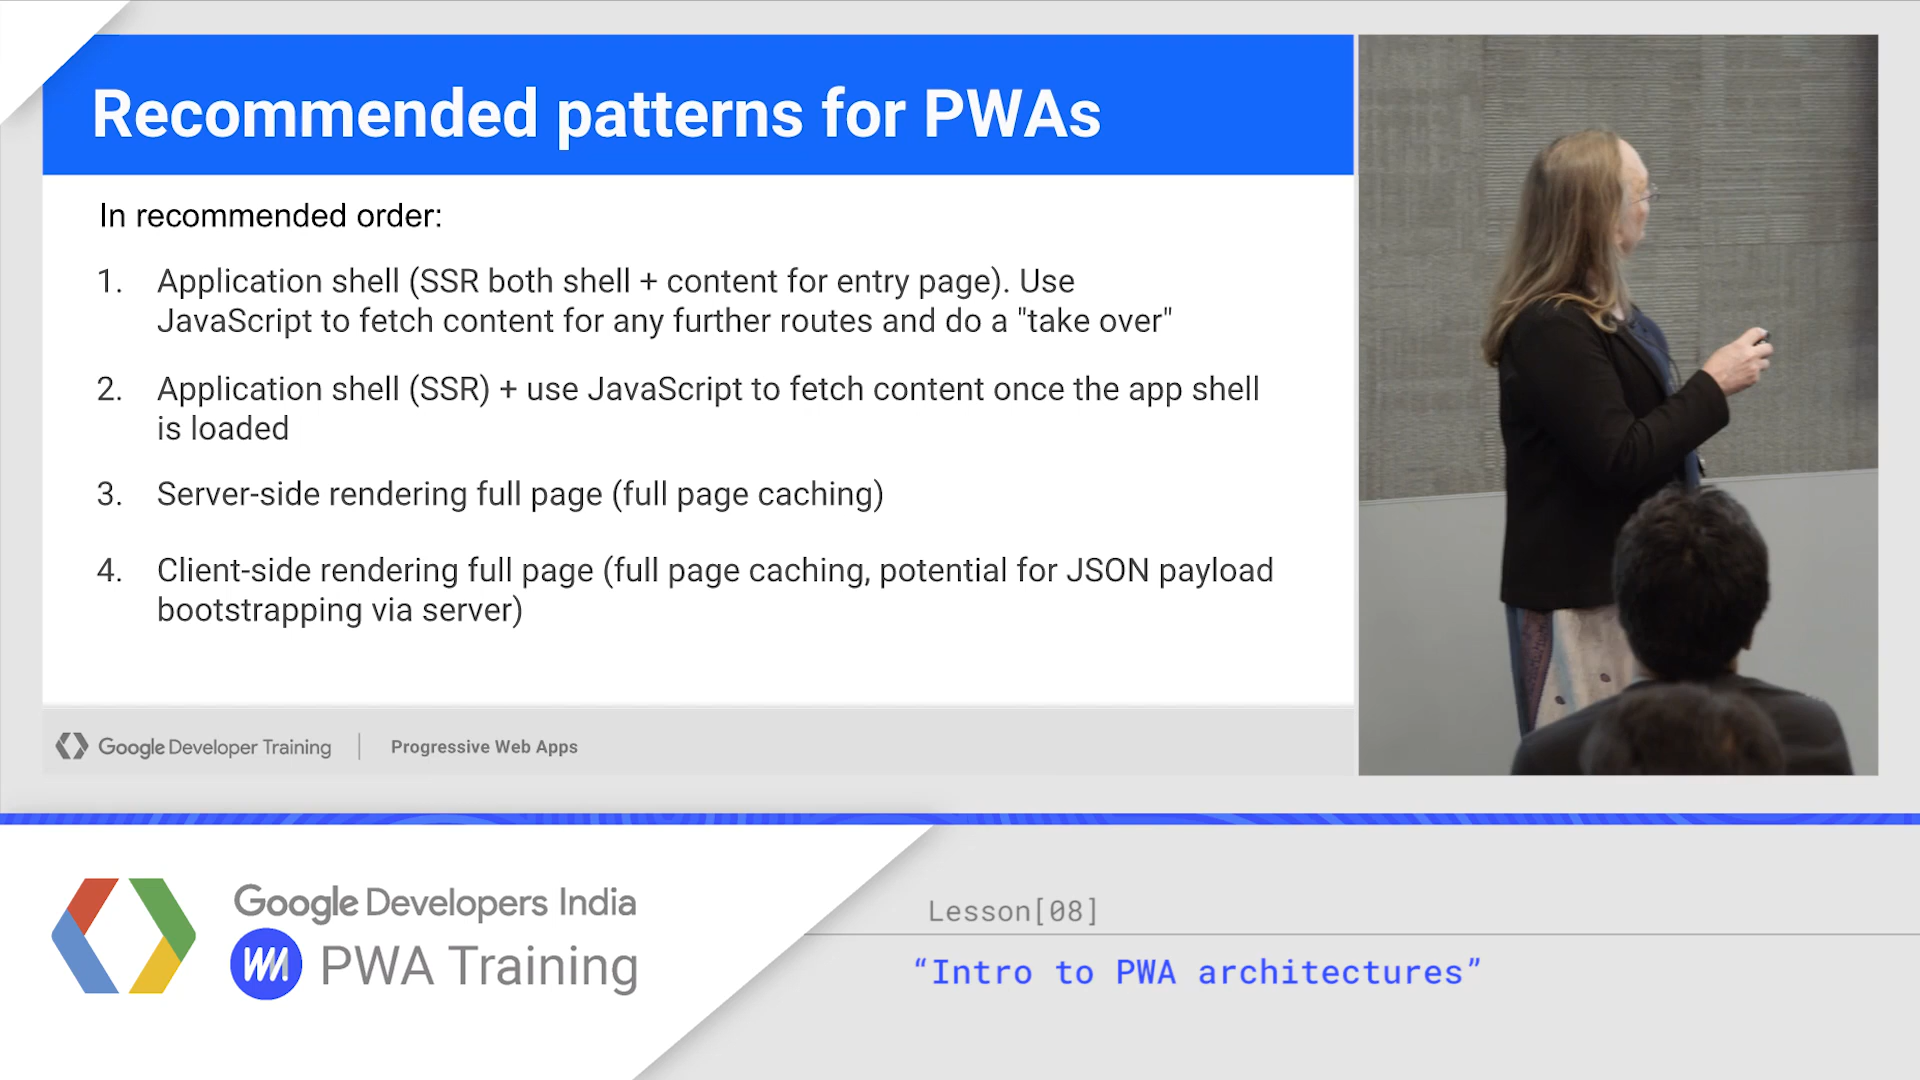 Recommended patterns for PWAs
In recommended order:
1. Application shell (SSR both shell + content for entry page). Use
JavaScript to fetch content for any further routes and do a "take over"
2. Application shell (SSR) + use JavaScript to fetch content once the app shell
is loaded
3. Server-side rendering full page (full page caching)
4. Client-side rendering full page (full page caching, potential for JSON payload
bootstrapping via server)
Google Developer Training | Progressive Web Apps
Google Developers India
PWA Training
Lesson[08]
“Intro to PWA architectures”